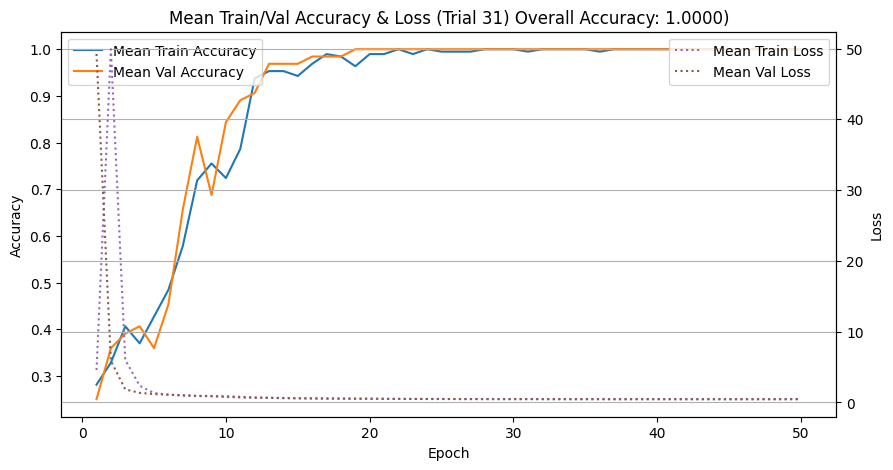 Mean Train/Val Accuracy & Loss (Trial 31) Overall Accuracy: 1.0000)
Mean Train Accuracy
Mean Val Accuracy
Mean Train Loss
Mean Val Loss
1.0
0.9
0.8
0.7
0.6
0.5
0.4
0.3
Accuracy
50
40
30
20
10
0
Loss
0 10 20 30 40 50
Epoch